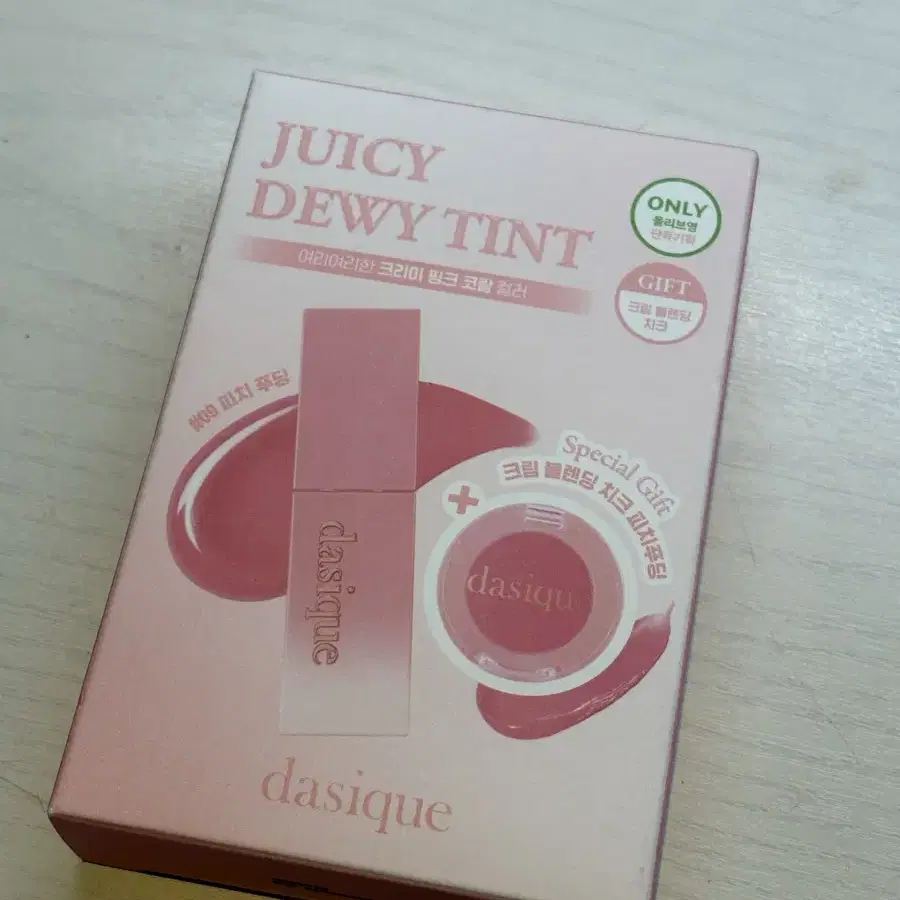 JUICY
DEWY TINT
여리여리한 크리미 핑크 코랄 컬러
ONLY
올리브영
단독기획
GIFT
크림 블렌딩
치크
#09 피치 푸딩
Special Gift
크림 블렌딩 치크 피치푸딩
+
dasique
dasiqu
dasique